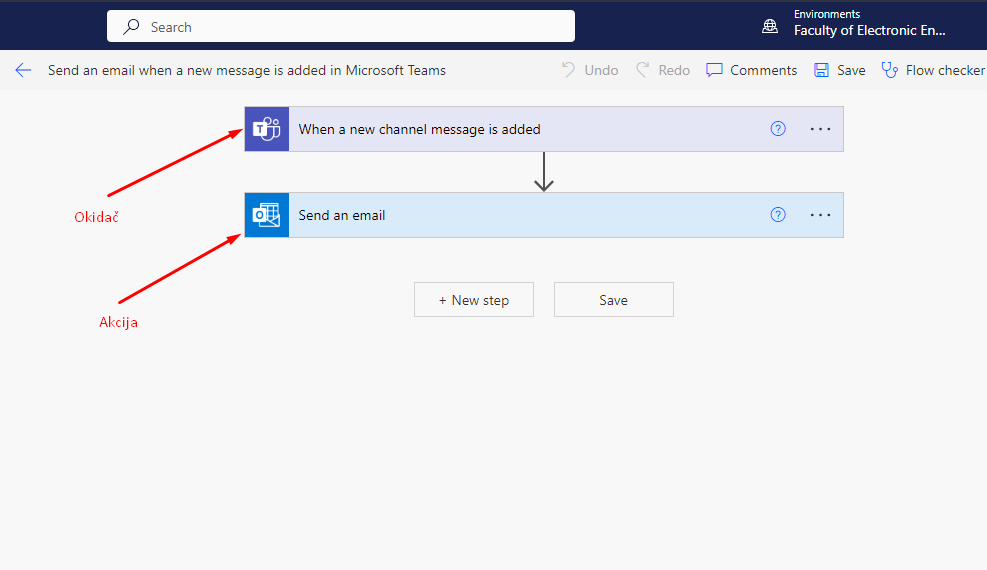 Search
Environments
Faculty of Electronic En...
Send an email when a new message is added in Microsoft Teams
Undo
Redo
Comments
Save
Flow checker
When a new channel message is added
Okidač
Send an email
+ New step
Save
Akcija